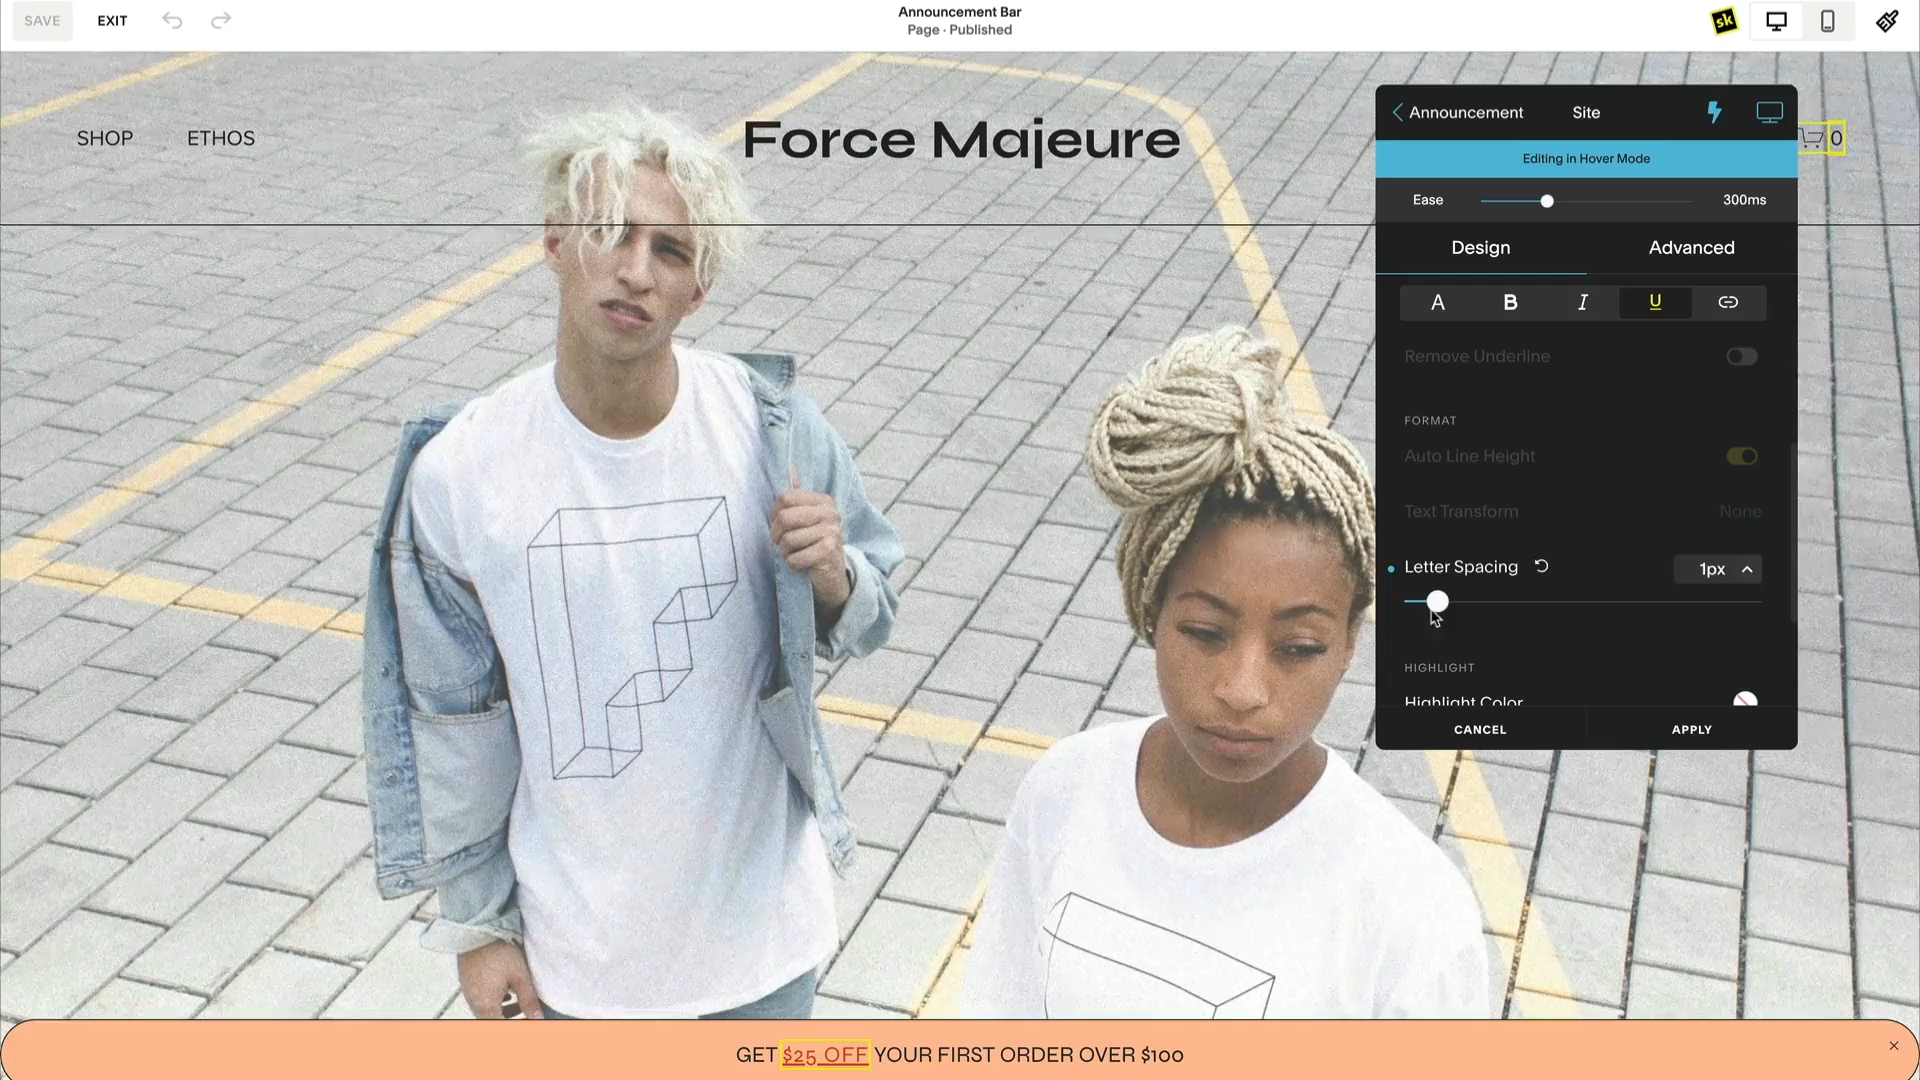 SAVE
EXIT
Announcement Bar
Page · Published
sk
SHOP
ETHOS
Force Majeure
0
Announcement
Site
Editing in Hover Mode
Ease
300ms
Design
Advanced
A
B
I
U
Remove Underline
FORMAT
Auto Line Height
Text Transform
None
Letter Spacing
1px
HIGHLIGHT
Highlight Color
CANCEL
APPLY
GET $25 OFF YOUR FIRST ORDER OVER $100